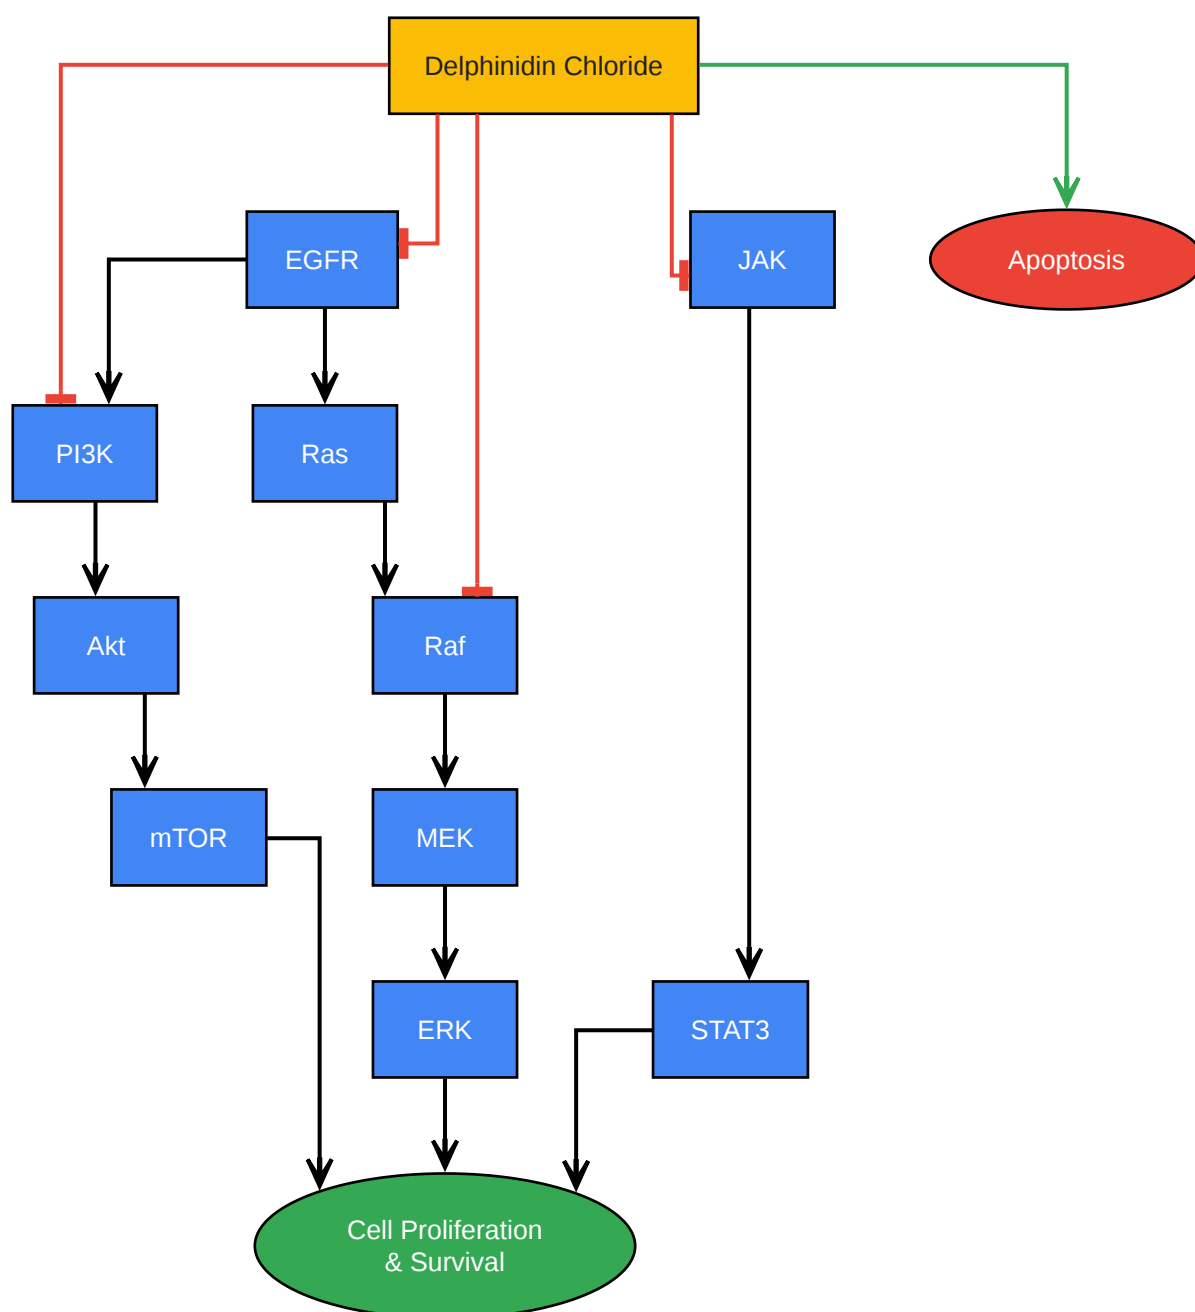 Delphinidin Chloride
EGFR
JAK
Apoptosis
PI3K
Ras
Akt
Raf
mTOR
MEK
ERK
STAT3
Cell Proliferation
& Survival